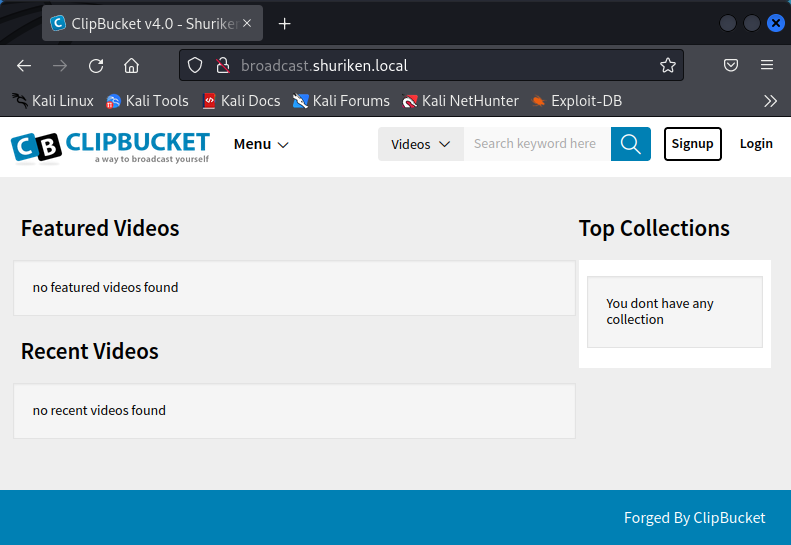 ClipBucket v4.0 - Shuriken
broadcast.shuriken.local
Kali Linux Kali Tools Kali Docs Kali Forums Kali NetHunter Exploit-DB
CB CLIPBUCKET
a way to broadcast yourself
Menu
Videos
Search keyword here
Signup
Login
Featured Videos
no featured videos found
Recent Videos
no recent videos found
Top Collections
You dont have any
collection
Forged By ClipBucket